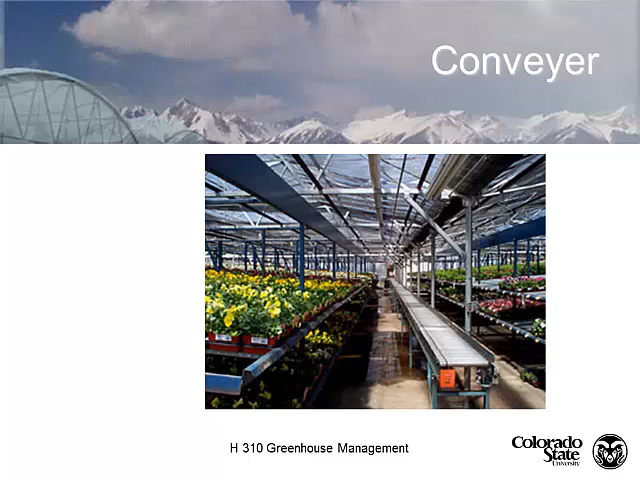 Conveyer
H 310 Greenhouse Management
Colorado
State
University